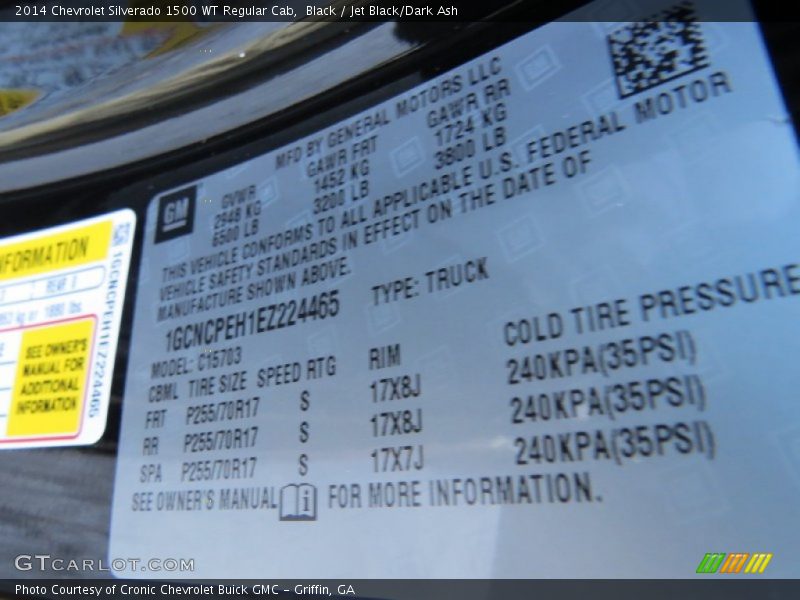 2014 Chevrolet Silverado 1500 WT Regular Cab,  Black / Jet Black/Dark Ash
MFD BY GENERAL MOTORS LLC
GM
GVWR GAWR FRT GAWR RR
2948 KG 1452 KG 1724 KG
6500 LB 3200 LB 3800 LB
THIS VEHICLE CONFORMS TO ALL APPLICABLE U.S. FEDERAL MOTOR
VEHICLE SAFETY STANDARDS IN EFFECT ON THE DATE OF
MANUFACTURE SHOWN ABOVE.
1GCNCPEH1EZ224465 TYPE: TRUCK
MODEL: C15703
CBML TIRE SIZE SPEED RTG RIM COLD TIRE PRESSURE
FRT P255/70R17 S 17X8J 240KPA(35PSI)
RR P255/70R17 S 17X8J 240KPA(35PSI)
SPA P255/70R17 S 17X7J 240KPA(35PSI)
SEE OWNER'S MANUAL i FOR MORE INFORMATION.
REAR
kg or lbs
SEE OWNER'S
MANUAL FOR
ADDITIONAL
INFORMATION
1GCNCPEH1EZ224465
GTCARLOT.COM
Photo Courtesy of Cronic Chevrolet Buick GMC – Griffin, GA